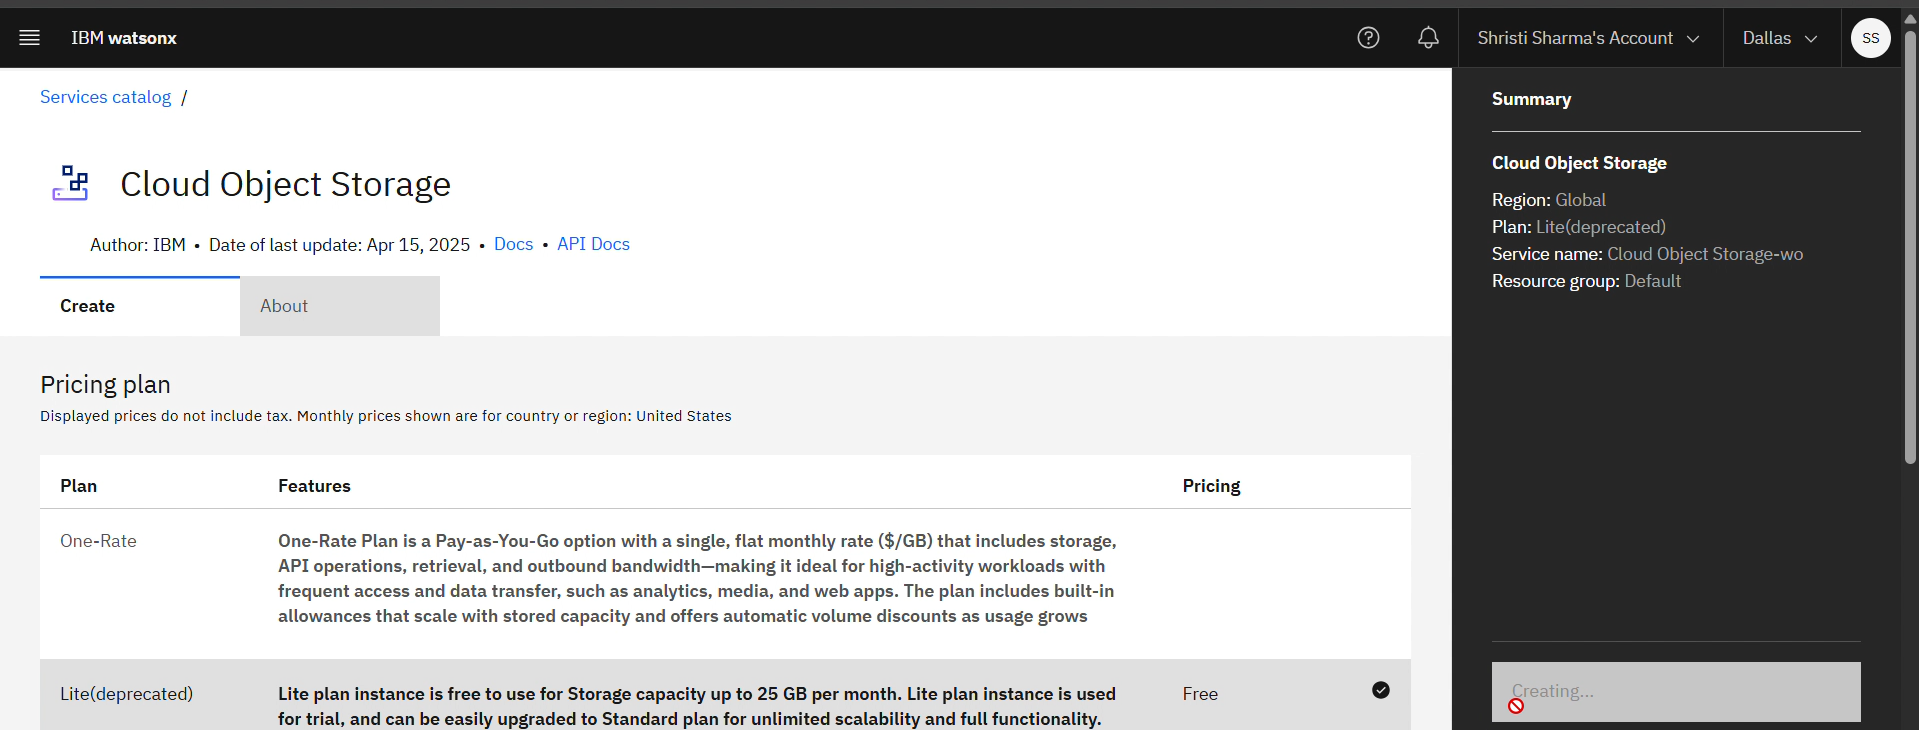 IBM watsonx
Shristi Sharma's Account
Dallas
SS
Services catalog /
Cloud Object Storage
Author: IBM • Date of last update: Apr 15, 2025 • Docs • API Docs
Create
About
Pricing plan
Displayed prices do not include tax. Monthly prices shown are for country or region: United States
Plan
Features
Pricing
One-Rate
One-Rate Plan is a Pay-as-You-Go option with a single, flat monthly rate ($/GB) that includes storage,
API operations, retrieval, and outbound bandwidth—making it ideal for high-activity workloads with
frequent access and data transfer, such as analytics, media, and web apps. The plan includes built-in
allowances that scale with stored capacity and offers automatic volume discounts as usage grows
Lite(deprecated)
Lite plan instance is free to use for Storage capacity up to 25 GB per month. Lite plan instance is used
for trial, and can be easily upgraded to Standard plan for unlimited scalability and full functionality.
Free
Summary
Cloud Object Storage
Region: Global
Plan: Lite(deprecated)
Service name: Cloud Object Storage-wo
Resource group: Default
Creating...